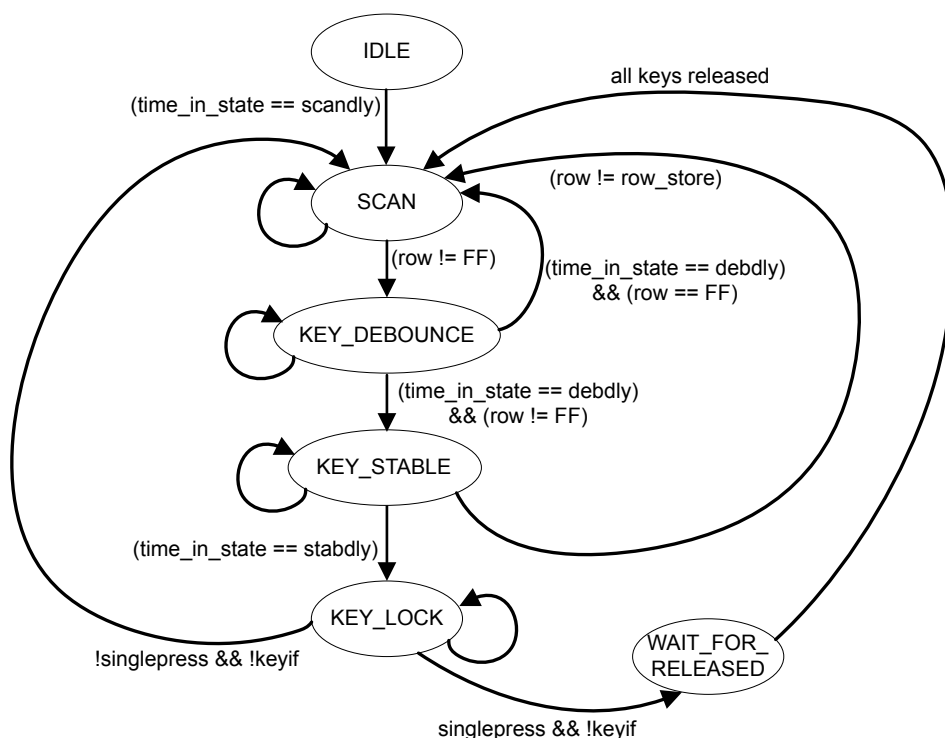 IDLE
all keys released
(time_in_state == scandly)
(row != row_store)
SCAN
(row != FF)
(time_in_state == debdly)
&& (row == FF)
KEY_DEBOUNCE
(time_in_state == debdly)
&& (row != FF)
KEY_STABLE
(time_in_state == stabdly)
KEY_LOCK
WAIT_FOR_
RELEASED
!singlepress && !keyif
singlepress && !keyif